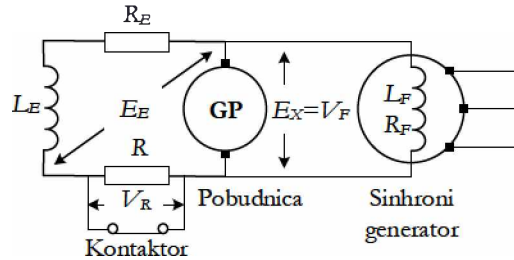 R_E
L_E
E_E
GP
E_X=V_F
L_F
R_F
R
V_R
Pobudnica
Sinhroni
generator
Kontaktor